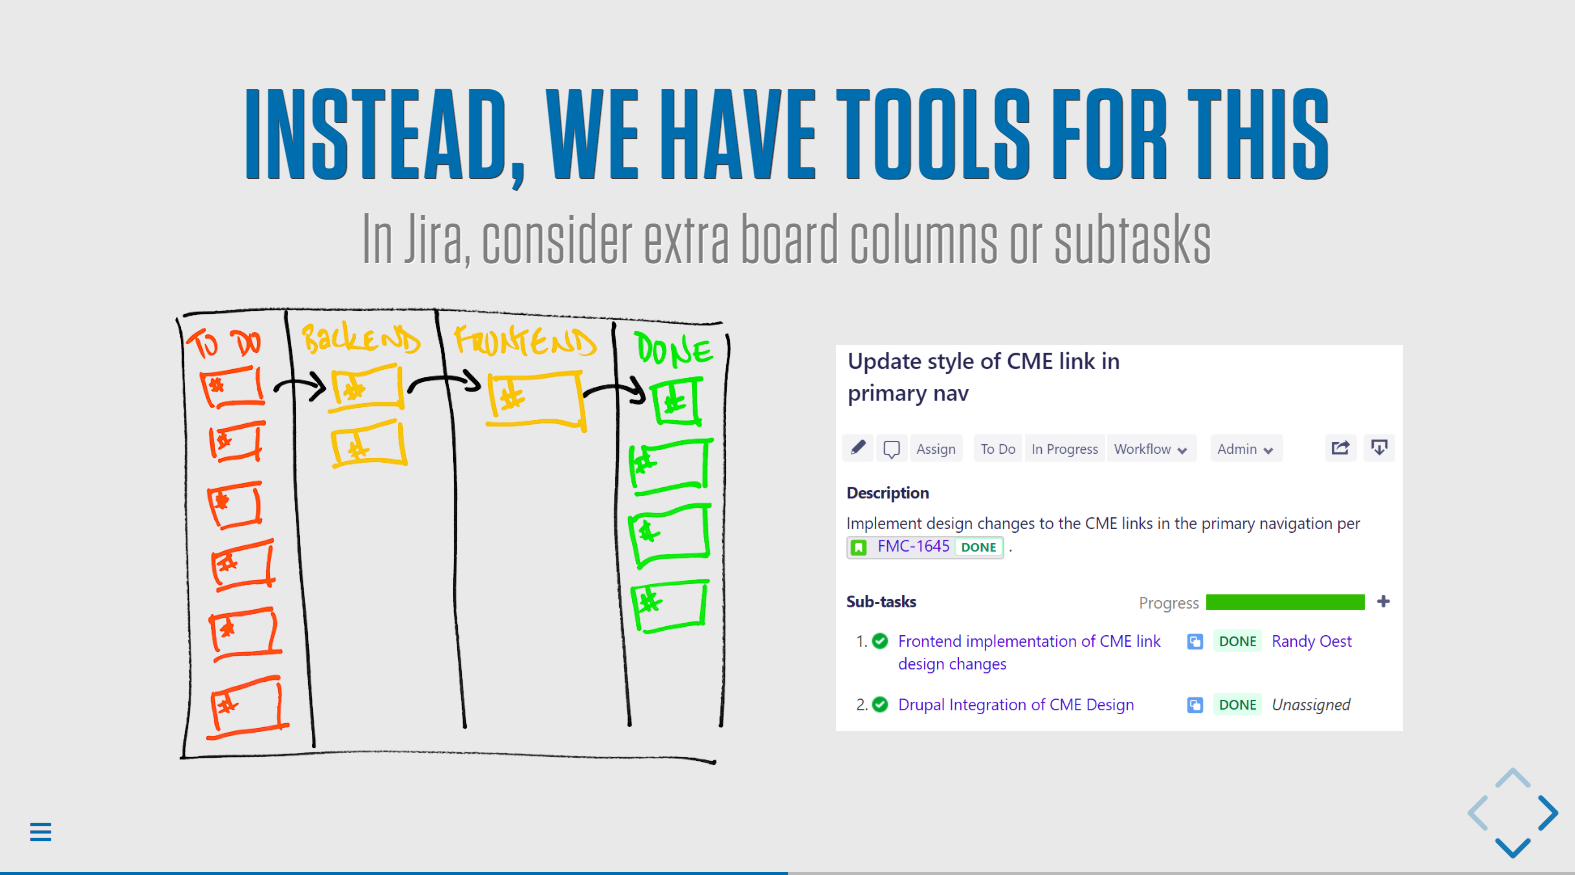 INSTEAD, WE HAVE TOOLS FOR THIS
In Jira, consider extra board columns or subtasks
TO DO BACKEND FRONTEND DONE
# # # #
# # #
# #
# #
#
#
Update style of CME link in
primary nav
Assign To Do In Progress Workflow Admin
Description
Implement design changes to the CME links in the primary navigation per
FMC-1645 DONE .
Sub-tasks Progress +
1. Frontend implementation of CME link DONE Randy Oest
design changes
2. Drupal Integration of CME Design DONE Unassigned